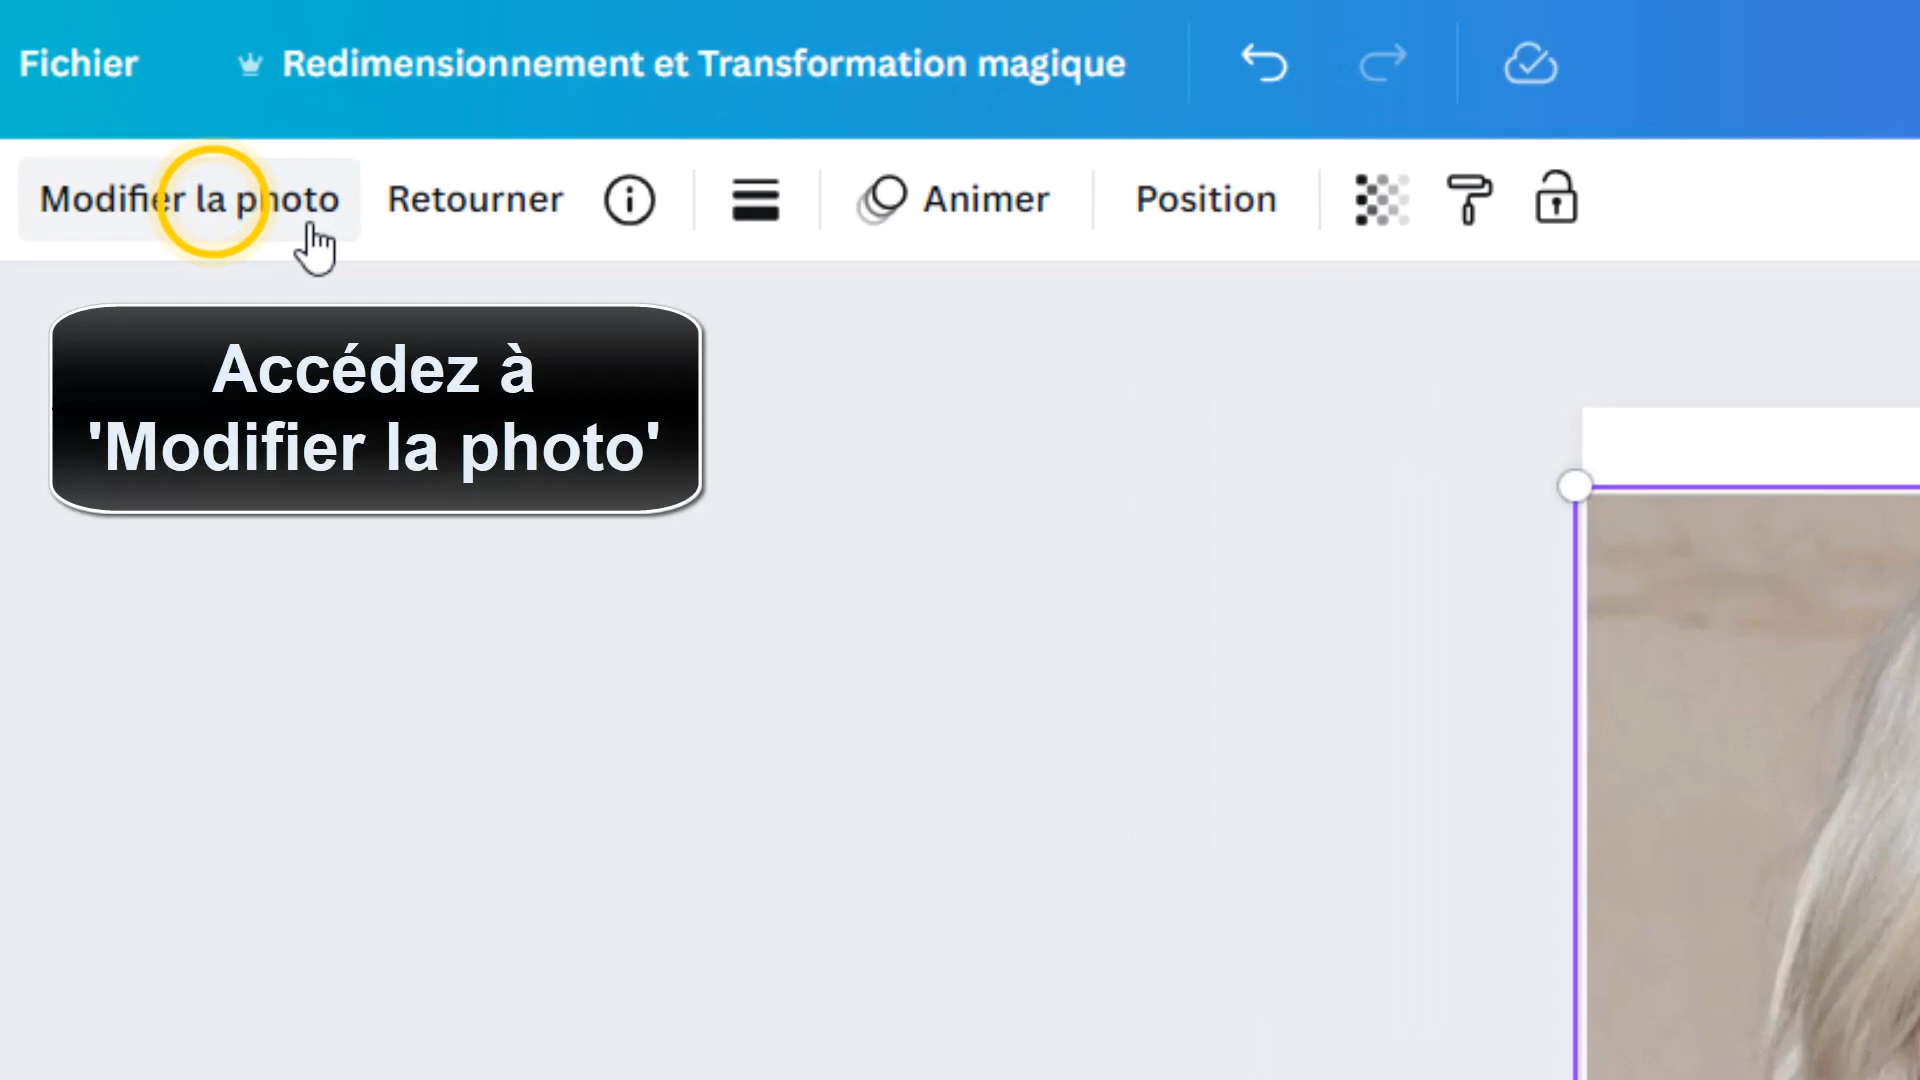 Fichier
Redimensionnement et Transformation magique
Modifier la photo
Retourner
Animer
Position
Accédez à
'Modifier la photo'